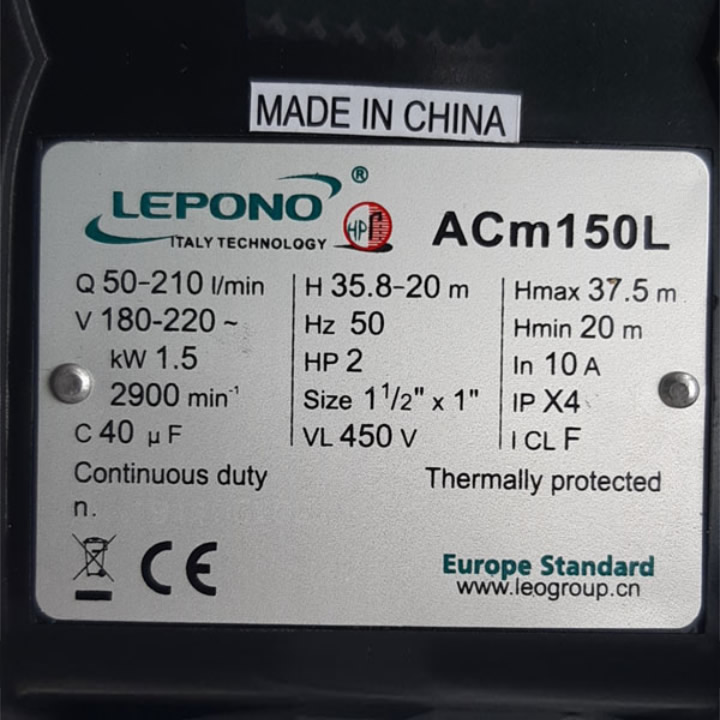 MADE IN CHINA
LEPONO®
HP
ITALY TECHNOLOGY
ACm150L
Q 50-210 l/min
V 180-220 ~
kW 1.5
2900 min⁻¹
C 40 µF
H 35.8-20 m
Hz 50
HP 2
Size 1¹/2" x 1"
VL 450 V
Hmax 37.5 m
Hmin 20 m
In 10 A
IP X4
I CL F
Continuous duty
Thermally protected
n.
CE
Europe Standard
www.leogroup.cn